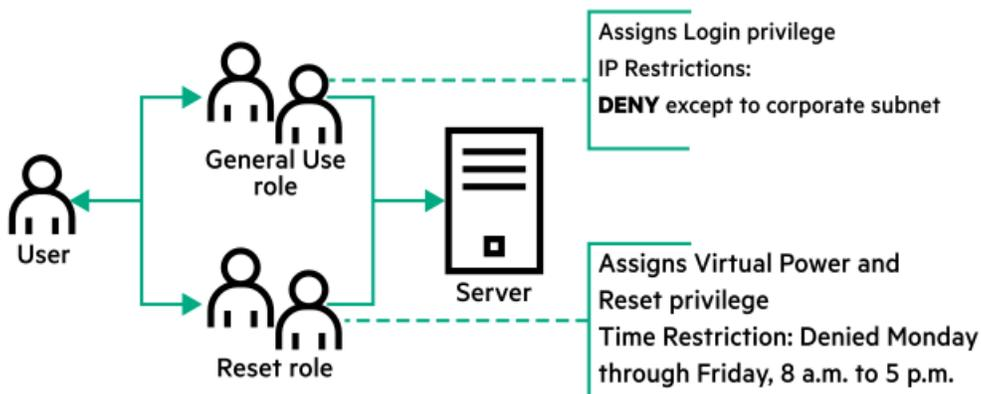 Assigns Login privilege
IP Restrictions:
DENY except to corporate subnet
General Use
role
User
Server
Assigns Virtual Power and
Reset privilege
Time Restriction: Denied Monday
through Friday, 8 a.m. to 5 p.m.
Reset role